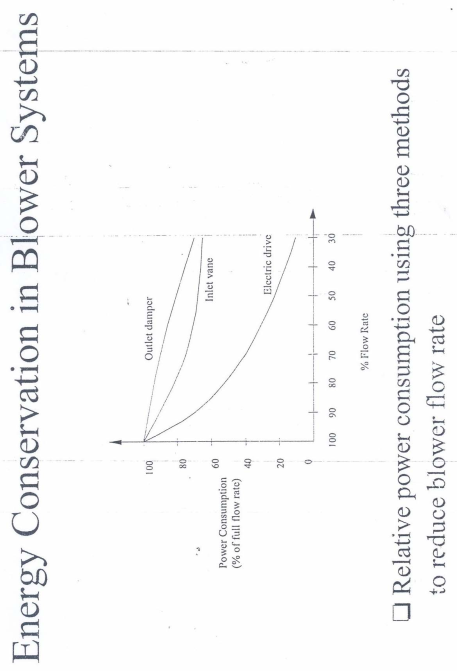 Energy Conservation in Blower Systems
100
80
60
40
20
0
Power Consumption
(% of full flow rate)
Outlet damper
Inlet vane
Electric drive
100 90 80 70 60 50 40 30
% Flow Rate
❑ Relative power consumption using three methods
to reduce blower flow rate